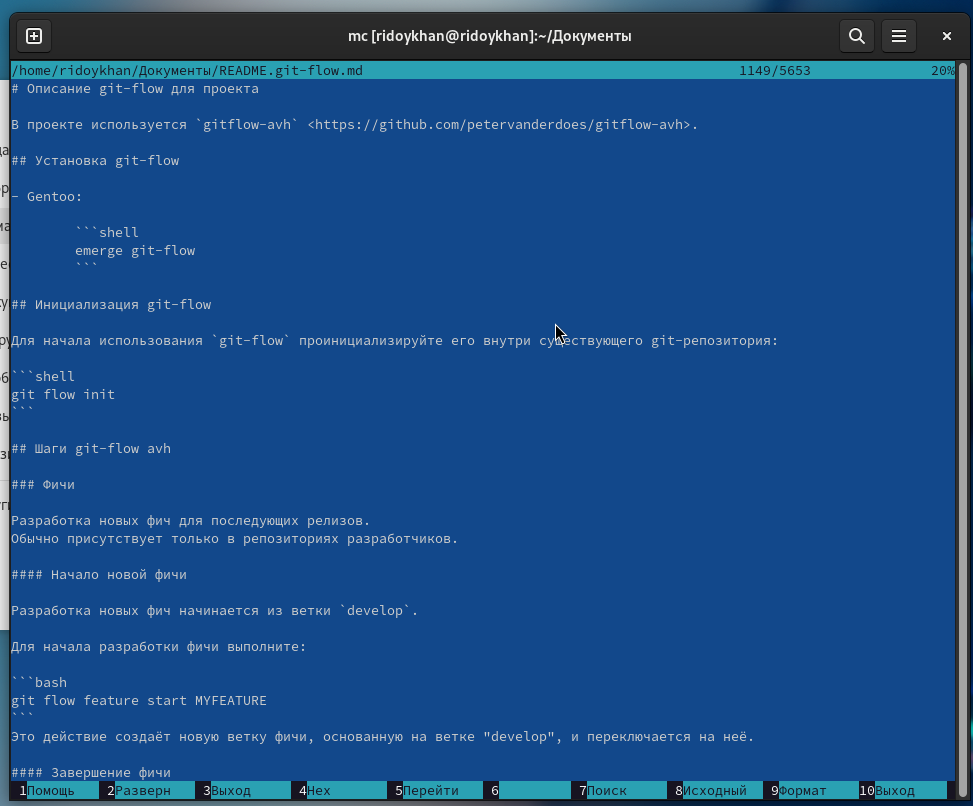 mc [ridoykhan@ridoykhan]:~/Документы
/home/ridoykhan/Документы/README.git-flow.md 1149/5653 20%
# Описание git-flow для проекта
В проекте используется `gitflow-avh` <https://github.com/petervanderdoes/gitflow-avh>.
## Установка git-flow
- Gentoo:
```shell
emerge git-flow
```
## Инициализация git-flow
Для начала использования `git-flow` проинициализируйте его внутри существующего git-репозитория:
```shell
git flow init
```
## Шаги git-flow avh
### Фичи
Разработка новых фич для последующих релизов.
Обычно присутствует только в репозиториях разработчиков.
#### Начало новой фичи
Разработка новых фич начинается из ветки `develop`.
Для начала разработки фичи выполните:
```bash
git flow feature start MYFEATURE
```
Это действие создаёт новую ветку фичи, основанную на ветке "develop", и переключается на неё.
#### Завершение фичи
1Помощь 2Разверн 3Выход 4Hex 5Перейти 6 7Поиск 8Исходный 9Формат 10Выход